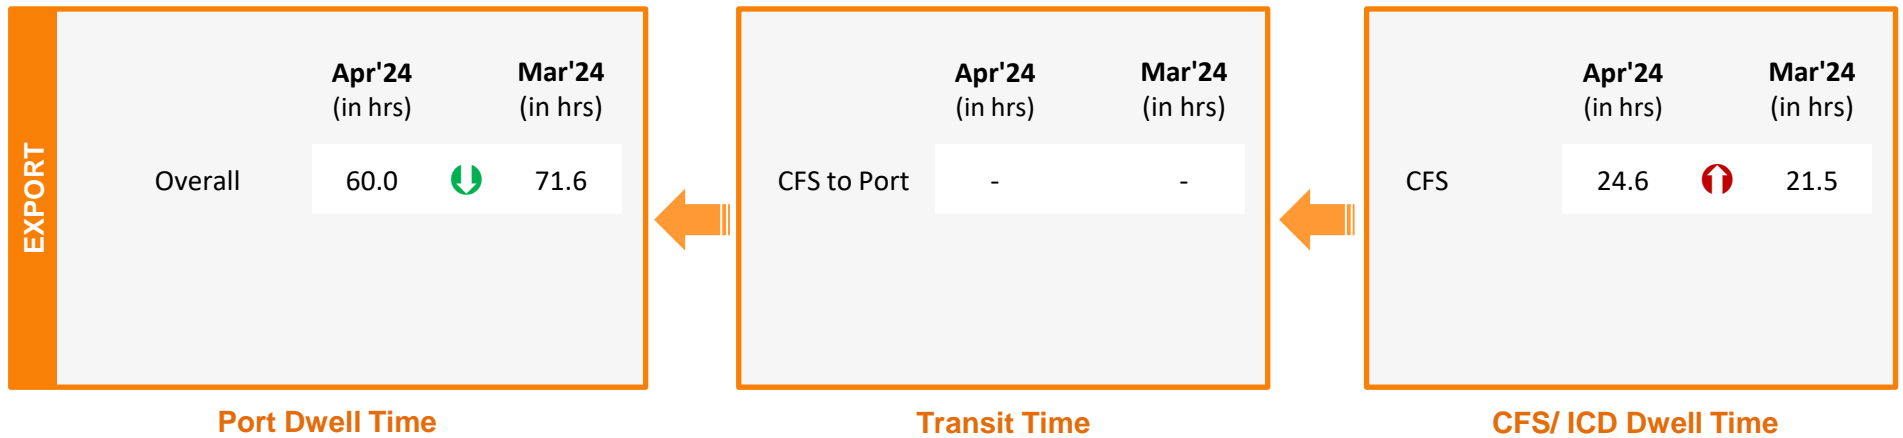 EXPORT
Apr'24 Mar'24
(in hrs) (in hrs)
Overall 60.0 71.6
Port Dwell Time
Apr'24 Mar'24
(in hrs) (in hrs)
CFS to Port - -
Transit Time
Apr'24 Mar'24
(in hrs) (in hrs)
CFS 24.6 21.5
CFS/ ICD Dwell Time